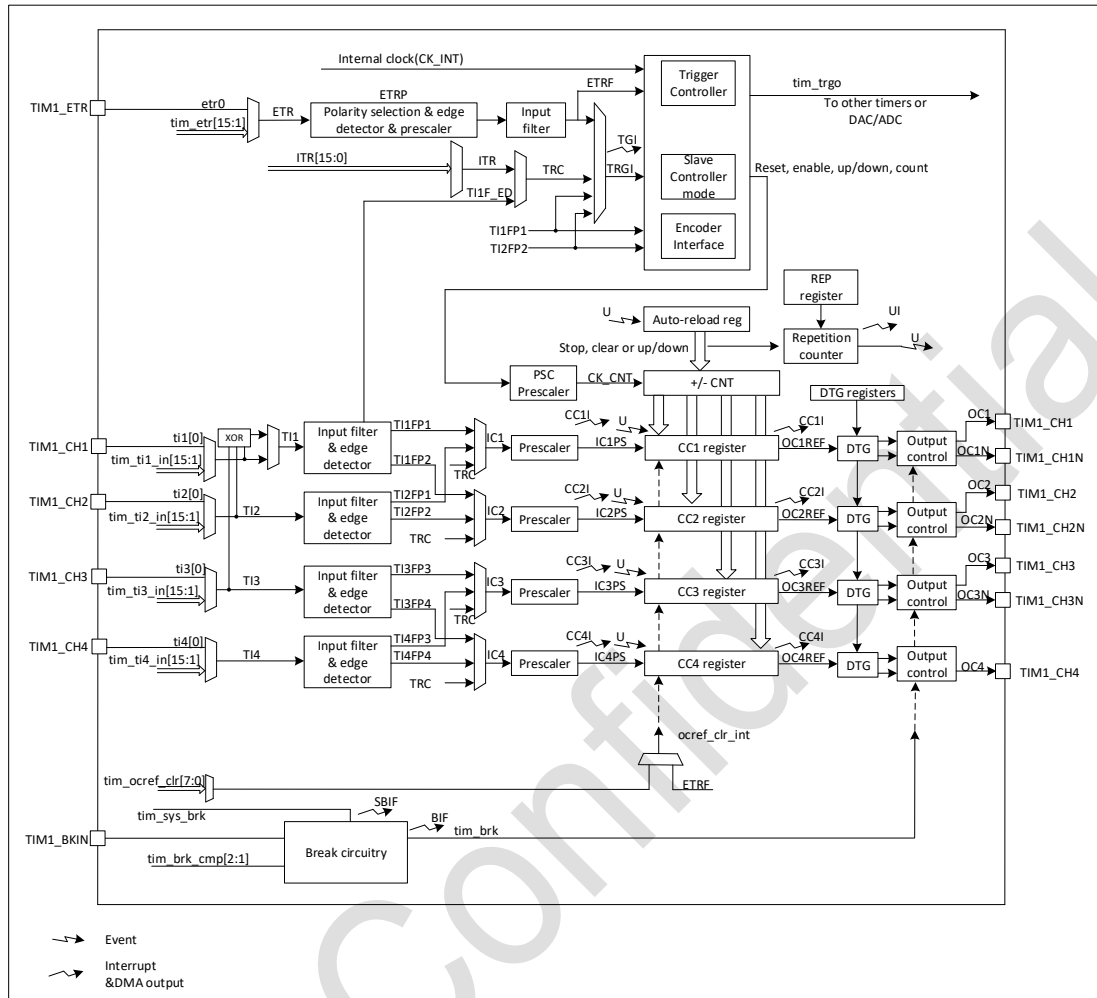 Internal clock(CK_INT)
Trigger
Controller
tim_trgo
To other timers or
DAC/ADC
ETRF
TIM1_ETR
etr0
tim_etr[15:1]
ETR
ETRP
Polarity selection & edge
detector & prescaler
Input
filter
TGI
ITR[15:0]
ITR
TI1F_ED
TRC
TRGI
Slave
Controller
mode
Reset, enable, up/down, count
TI1FP1
TI2FP2
Encoder
Interface
REP
register
U
Auto-reload reg
UI
U
Stop, clear or up/down
Repetition
counter
PSC
Prescaler
CK_CNT
+/- CNT
DTG registers
TIM1_CH1
ti1[0]
tim_ti1_in[15:1]
XOR
TI1
Input filter
& edge
detector
TI1FP1
TI1FP2
TRC
IC1
Prescaler
CC1I
U
IC1PS
CC1 register
CC1I
OC1REF
DTG
Output
control
OC1
OC1N
TIM1_CH1
TIM1_CH1N
TIM1_CH2
ti2[0]
tim_ti2_in[15:1]
TI2
Input filter
& edge
detector
TI2FP1
TI2FP2
TRC
IC2
Prescaler
CC2I
U
IC2PS
CC2 register
CC2I
OC2REF
DTG
Output
control
OC2
OC2N
TIM1_CH2
TIM1_CH2N
TIM1_CH3
ti3[0]
tim_ti3_in[15:1]
TI3
Input filter
& edge
detector
TI3FP3
TI3FP4
TRC
IC3
Prescaler
CC3I
U
IC3PS
CC3 register
CC3I
OC3REF
DTG
Output
control
OC3
OC3N
TIM1_CH3
TIM1_CH3N
TIM1_CH4
ti4[0]
tim_ti4_in[15:1]
TI4
Input filter
& edge
detector
TI4FP3
TI4FP4
TRC
IC4
Prescaler
CC4I
U
IC4PS
CC4 register
CC4I
OC4REF
DTG
Output
control
OC4
TIM1_CH4
ocref_clr_int
tim_ocref_clr[7:0]
ETRF
tim_sys_brk
SBIF
TIM1_BKIN
BIF
tim_brk
Break circuitry
tim_brk_cmp[2:1]
Event
Interrupt
&DMA output
Confidential